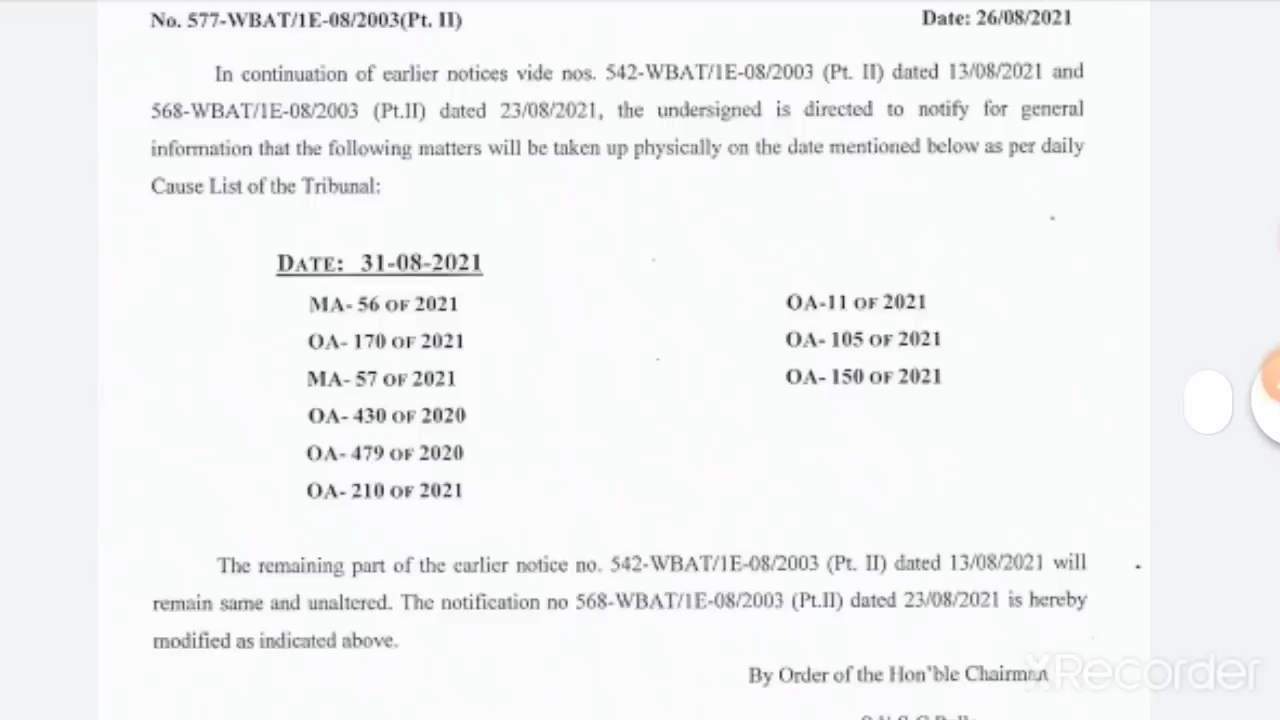 No. 577-WBAT/1E-08/2003(Pt. II) Date: 26/08/2021
In continuation of earlier notices vide nos. 542-WBAT/1E-08/2003 (Pt. II) dated 13/08/2021 and
568-WBAT/1E-08/2003 (Pt.II) dated 23/08/2021, the undersigned is directed to notify for general
information that the following matters will be taken up physically on the date mentioned below as per daily
Cause List of the Tribunal:
DATE: 31-08-2021
MA- 56 OF 2021
OA- 170 OF 2021
MA- 57 OF 2021
OA- 430 OF 2020
OA- 479 OF 2020
OA- 210 OF 2021
OA-11 OF 2021
OA- 105 OF 2021
OA- 150 OF 2021
The remaining part of the earlier notice no. 542-WBAT/1E-08/2003 (Pt. II) dated 13/08/2021 will
remain same and unaltered. The notification no 568-WBAT/1E-08/2003 (Pt.II) dated 23/08/2021 is hereby
modified as indicated above.
By Order of the Hon'ble Chairman
XRecorder